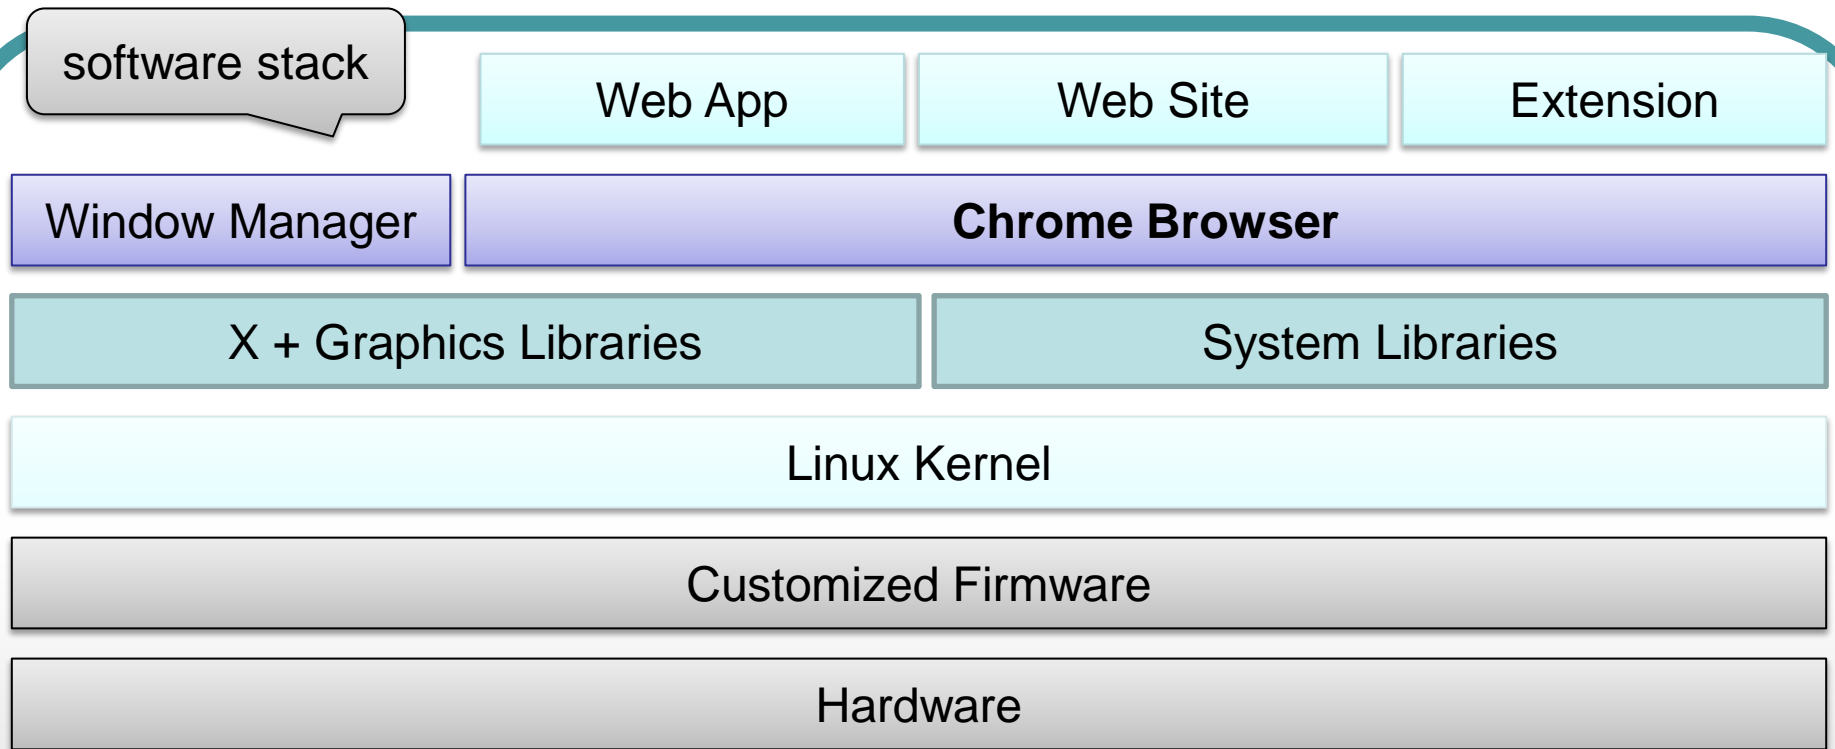 software stack
Web App
Web Site
Extension
Window Manager
Chrome Browser
X + Graphics Libraries
System Libraries
Linux Kernel
Customized Firmware
Hardware